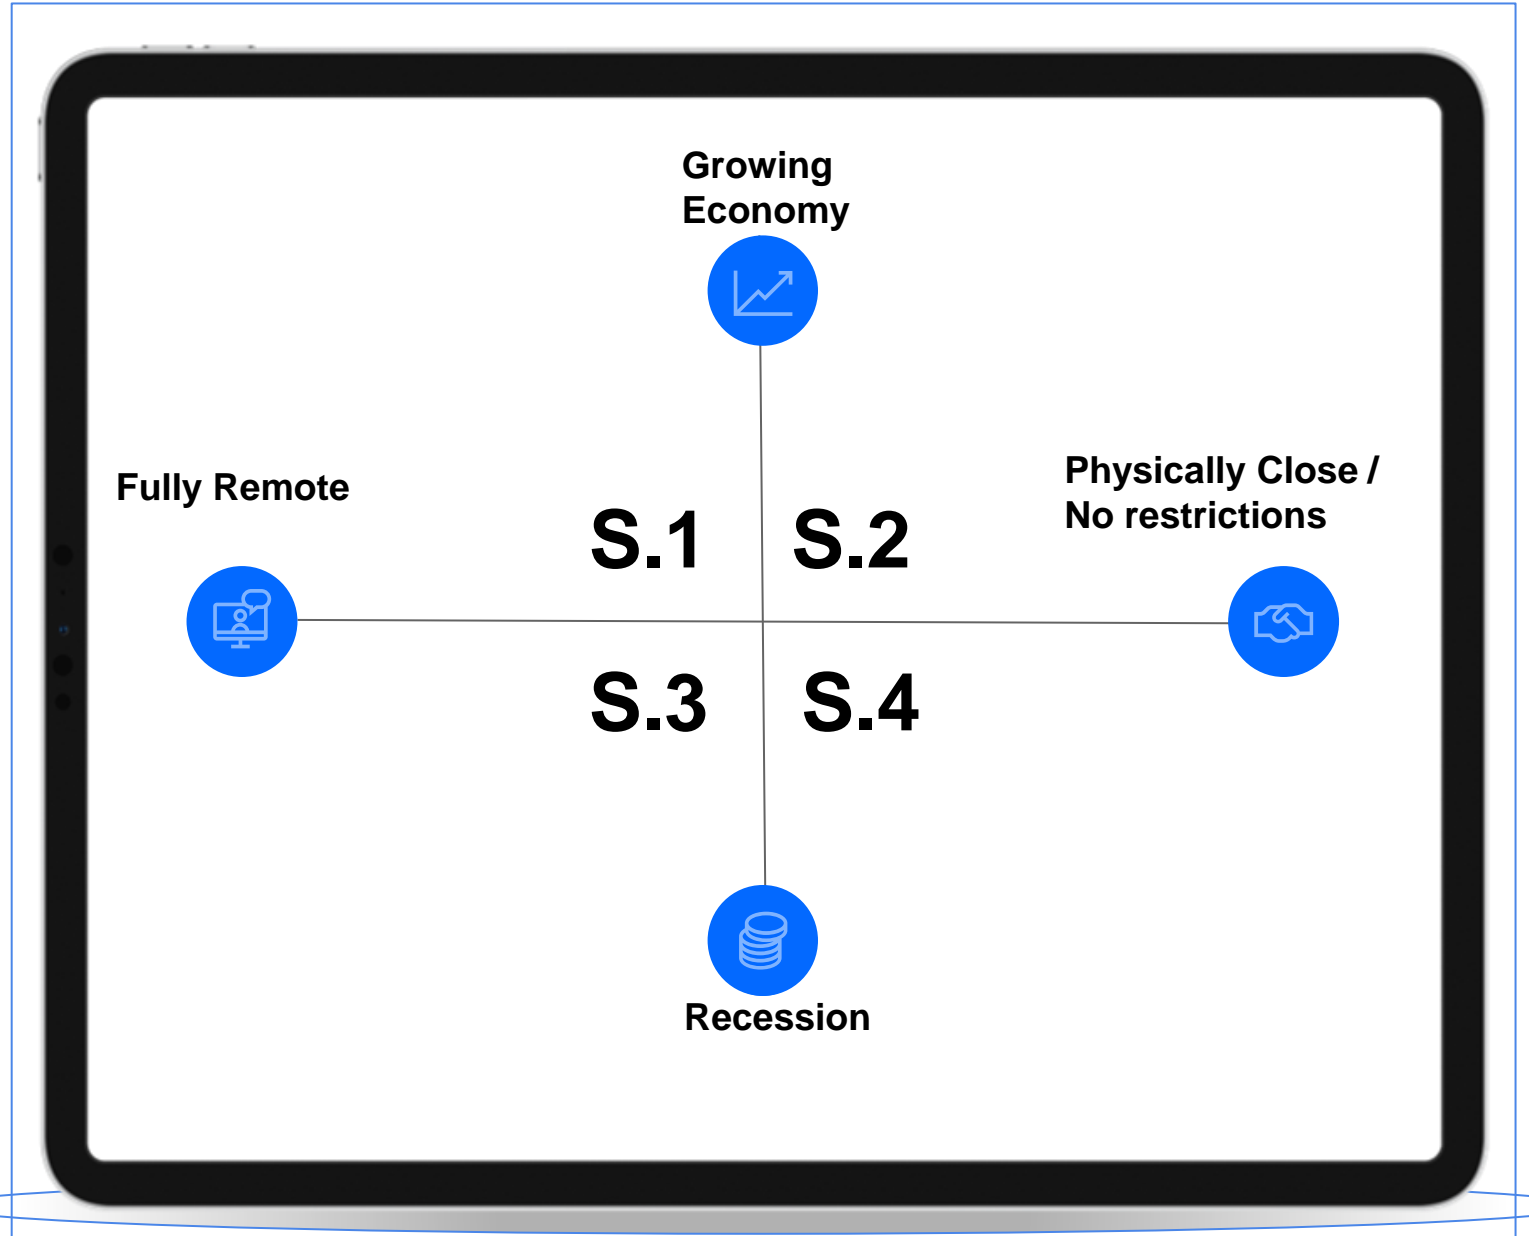 Growing
Economy
Fully Remote
Physically Close /
No restrictions
S.1
S.2
S.3
S.4
Recession